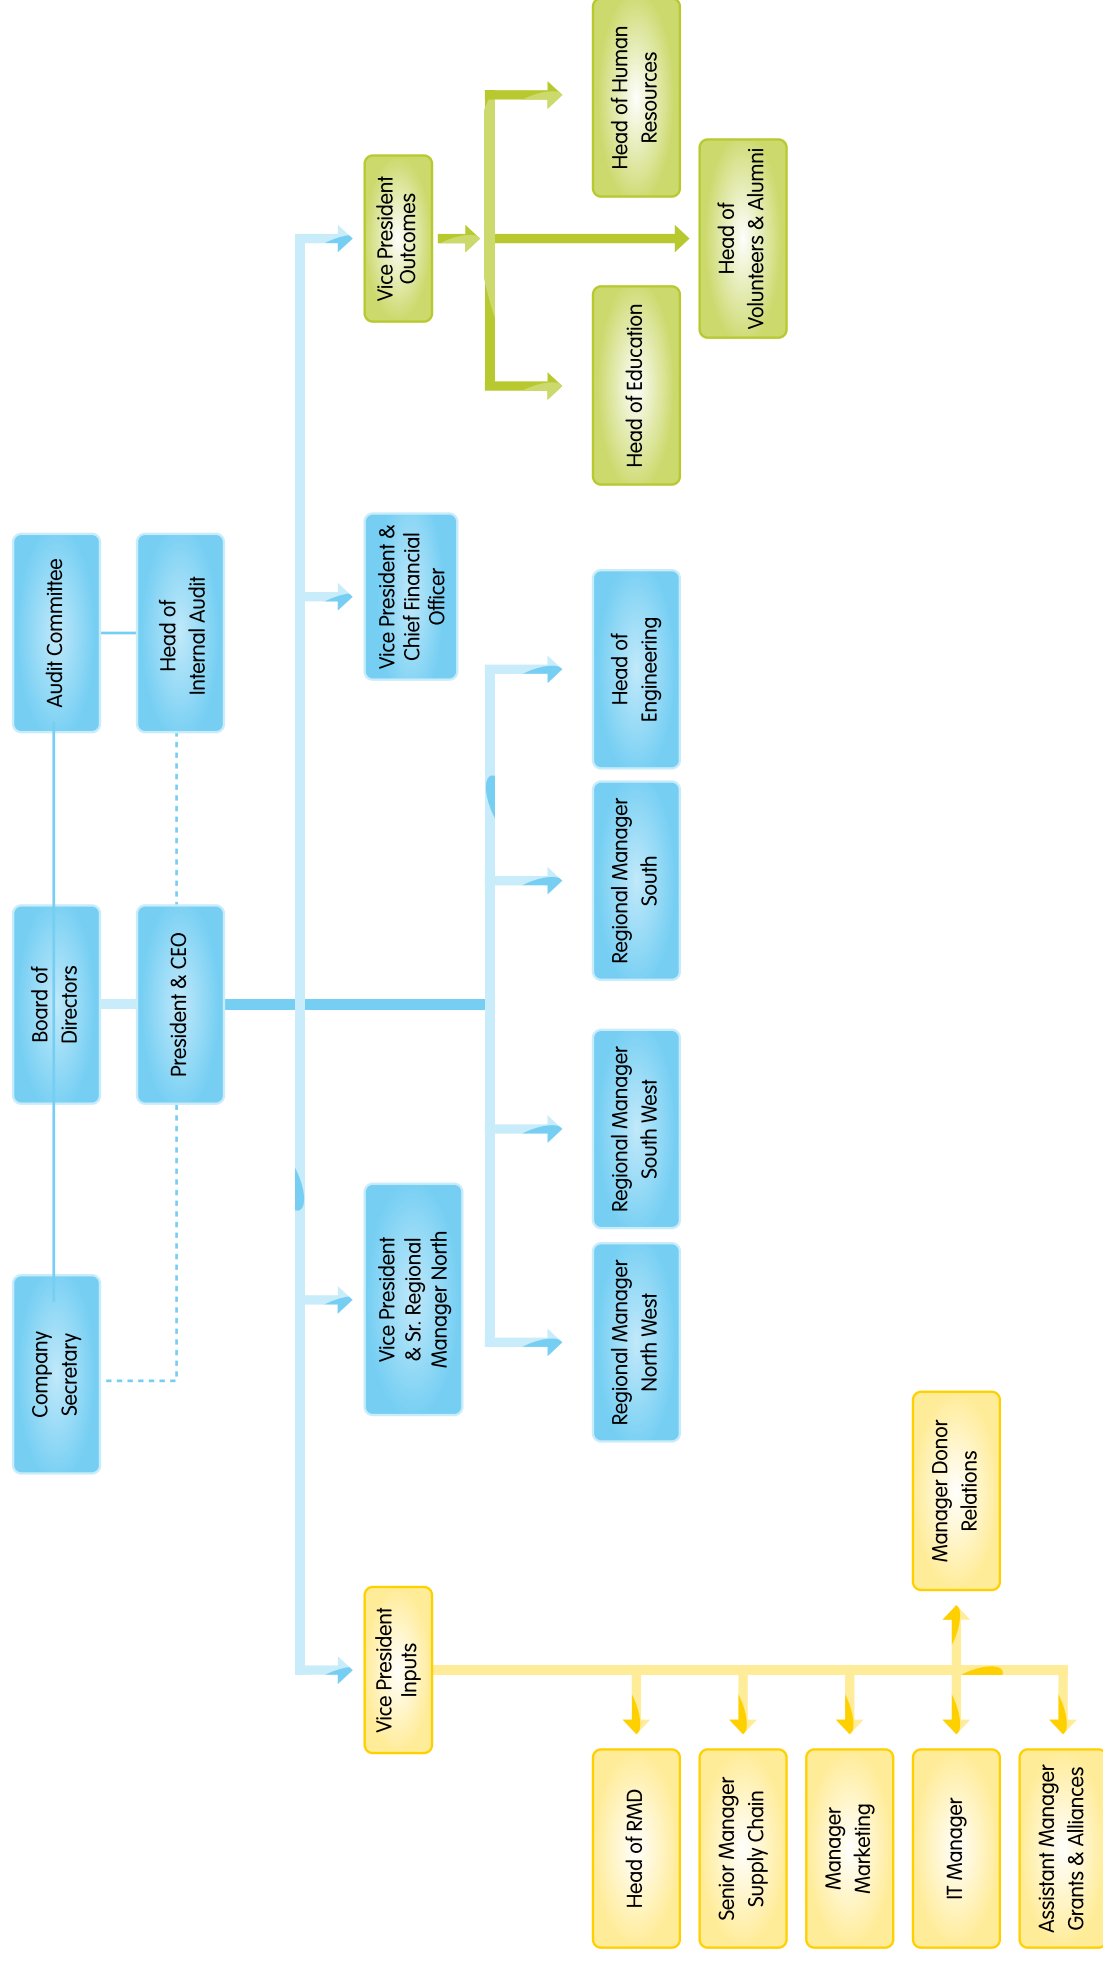 Company
Secretary
Board of
Directors
Audit Committee
President & CEO
Head of
Internal Audit
Vice President
Inputs
Vice President
& Sr. Regional
Manager North
Vice President &
Chief Financial
Officer
Vice President
Outcomes
Head of RMD
Senior Manager
Supply Chain
Manager
Marketing
IT Manager
Assistant Manager
Grants & Alliances
Manager Donor
Relations
Regional Manager
North West
Regional Manager
South West
Regional Manager
South
Head of
Engineering
Head of Education
Head of
Volunteers & Alumni
Head of Human
Resources